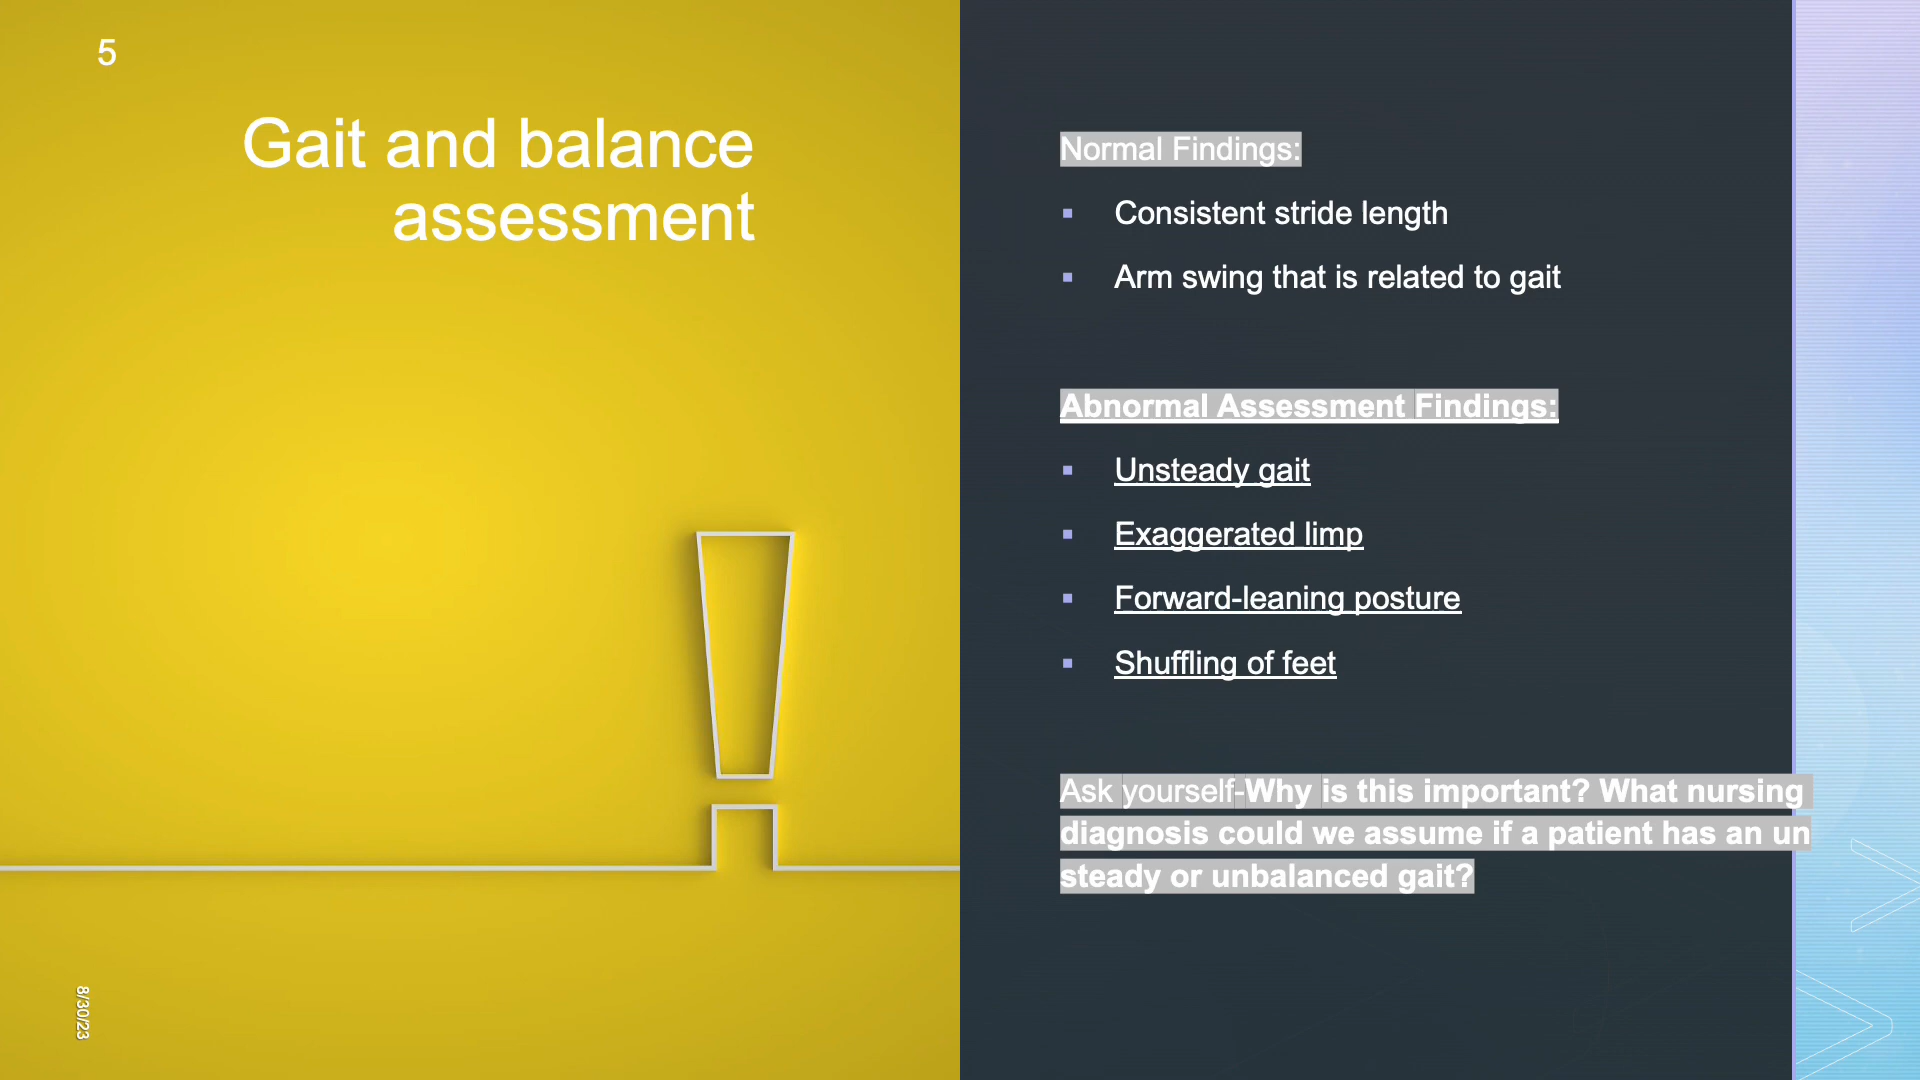 5
Gait and balance
assessment
Normal Findings:
▪ Consistent stride length
▪ Arm swing that is related to gait
Abnormal Assessment Findings:
▪ Unsteady gait
▪ Exaggerated limp
▪ Forward-leaning posture
▪ Shuffling of feet
Ask yourself-Why is this important? What nursing
diagnosis could we assume if a patient has an un
steady or unbalanced gait?
8/30/23